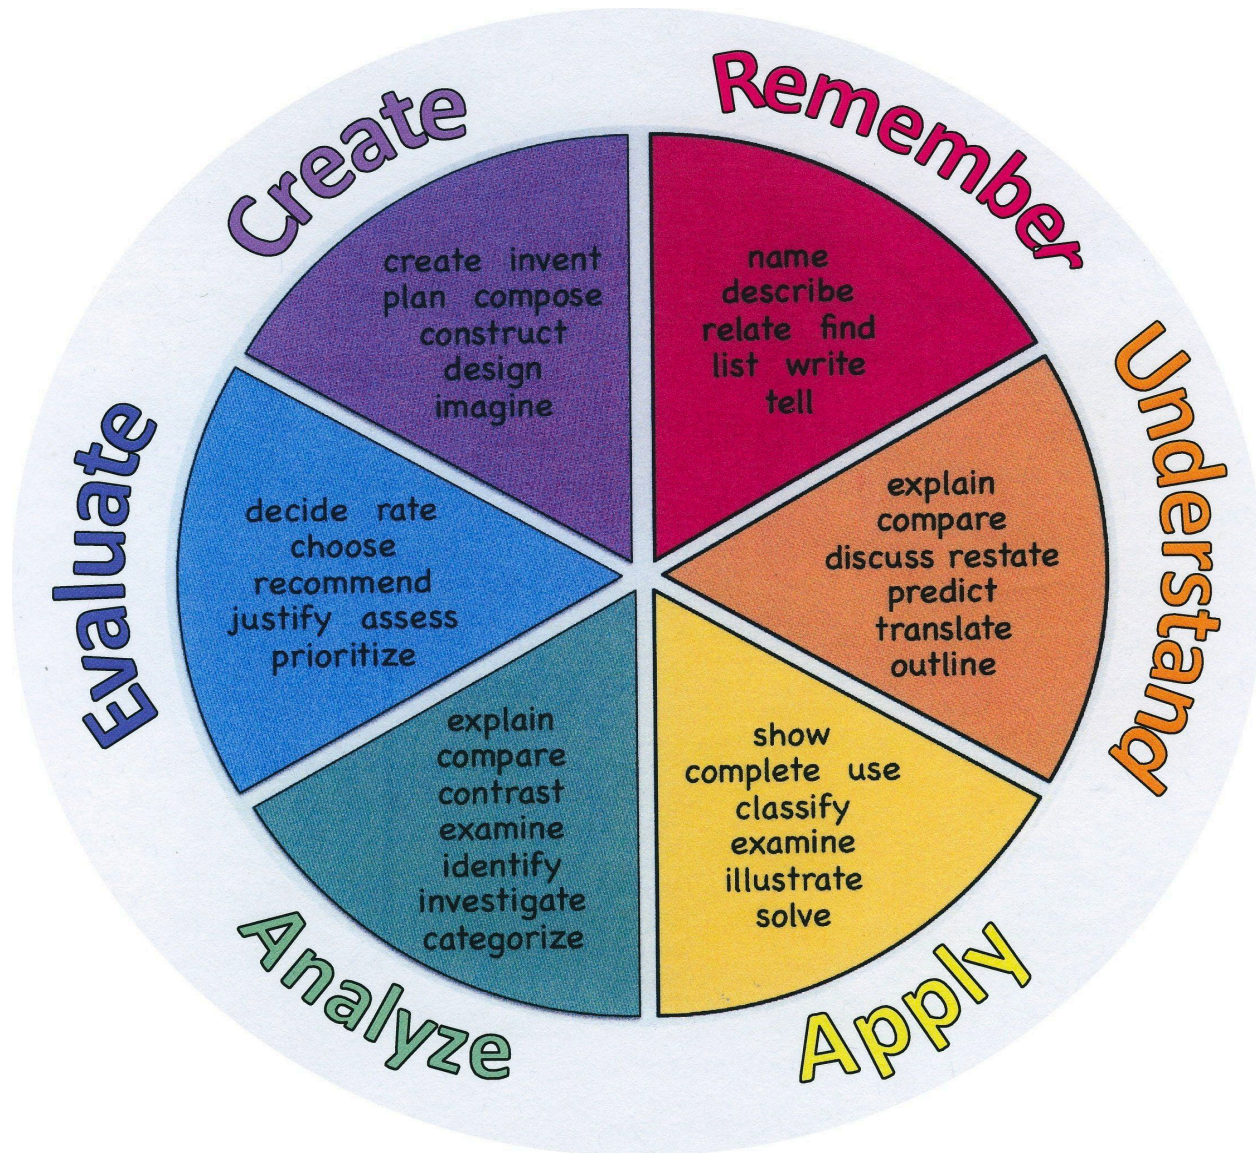 Remember
name
describe
relate find
list write
tell
Understand
explain
compare
discuss restate
predict
translate
outline
Apply
show
complete use
classify
examine
illustrate
solve
Analyze
explain
compare
contrast
examine
identify
investigate
categorize
Evaluate
decide rate
choose
recommend
justify assess
prioritize
Create
create invent
plan compose
construct
design
imagine